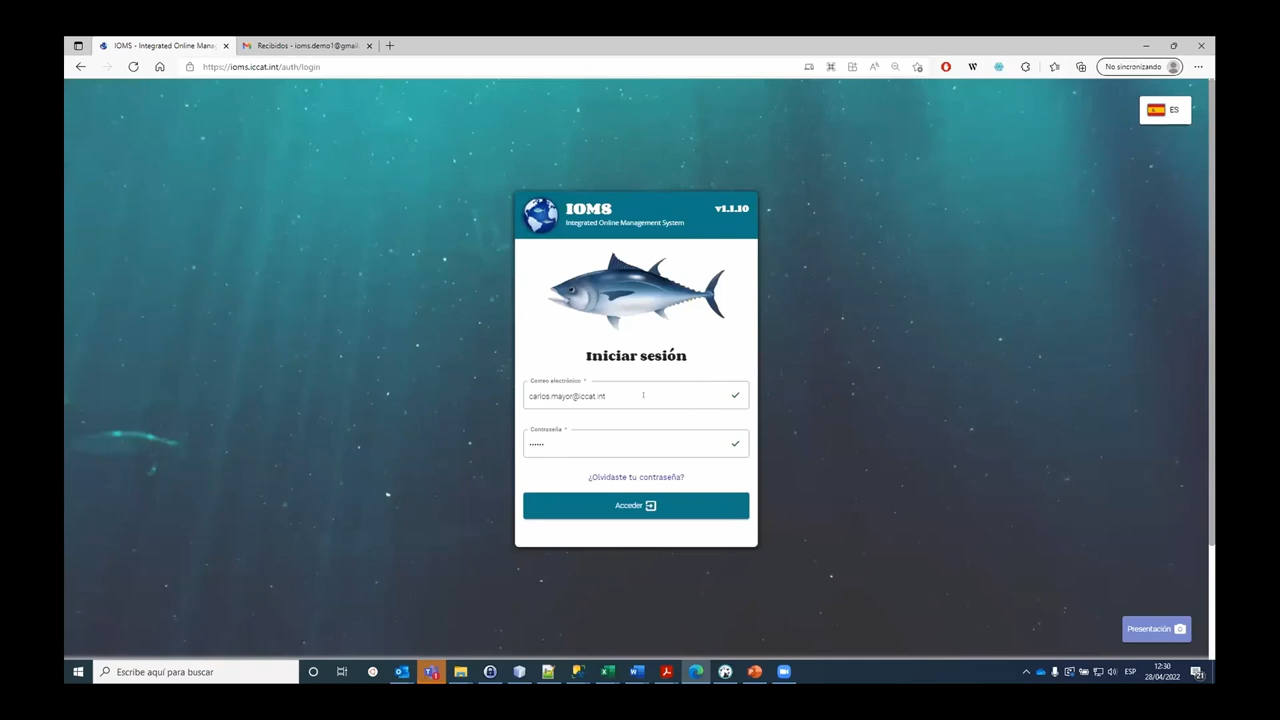 IOMS - Integrated Online Mana
Recibidos - ioms.demo1@gmail.
https://ioms.iccat.int/auth/login
No sincronizando
ES
IOMS
v1.1.10
Integrated Online Management System
Iniciar sesión
Correo electrónico *
carlos.mayor@iccat.int
Contraseña *
¿Olvidaste tu contraseña?
Acceder
Presentación
Escribe aquí para buscar
ESP
12:30
28/04/2022
21